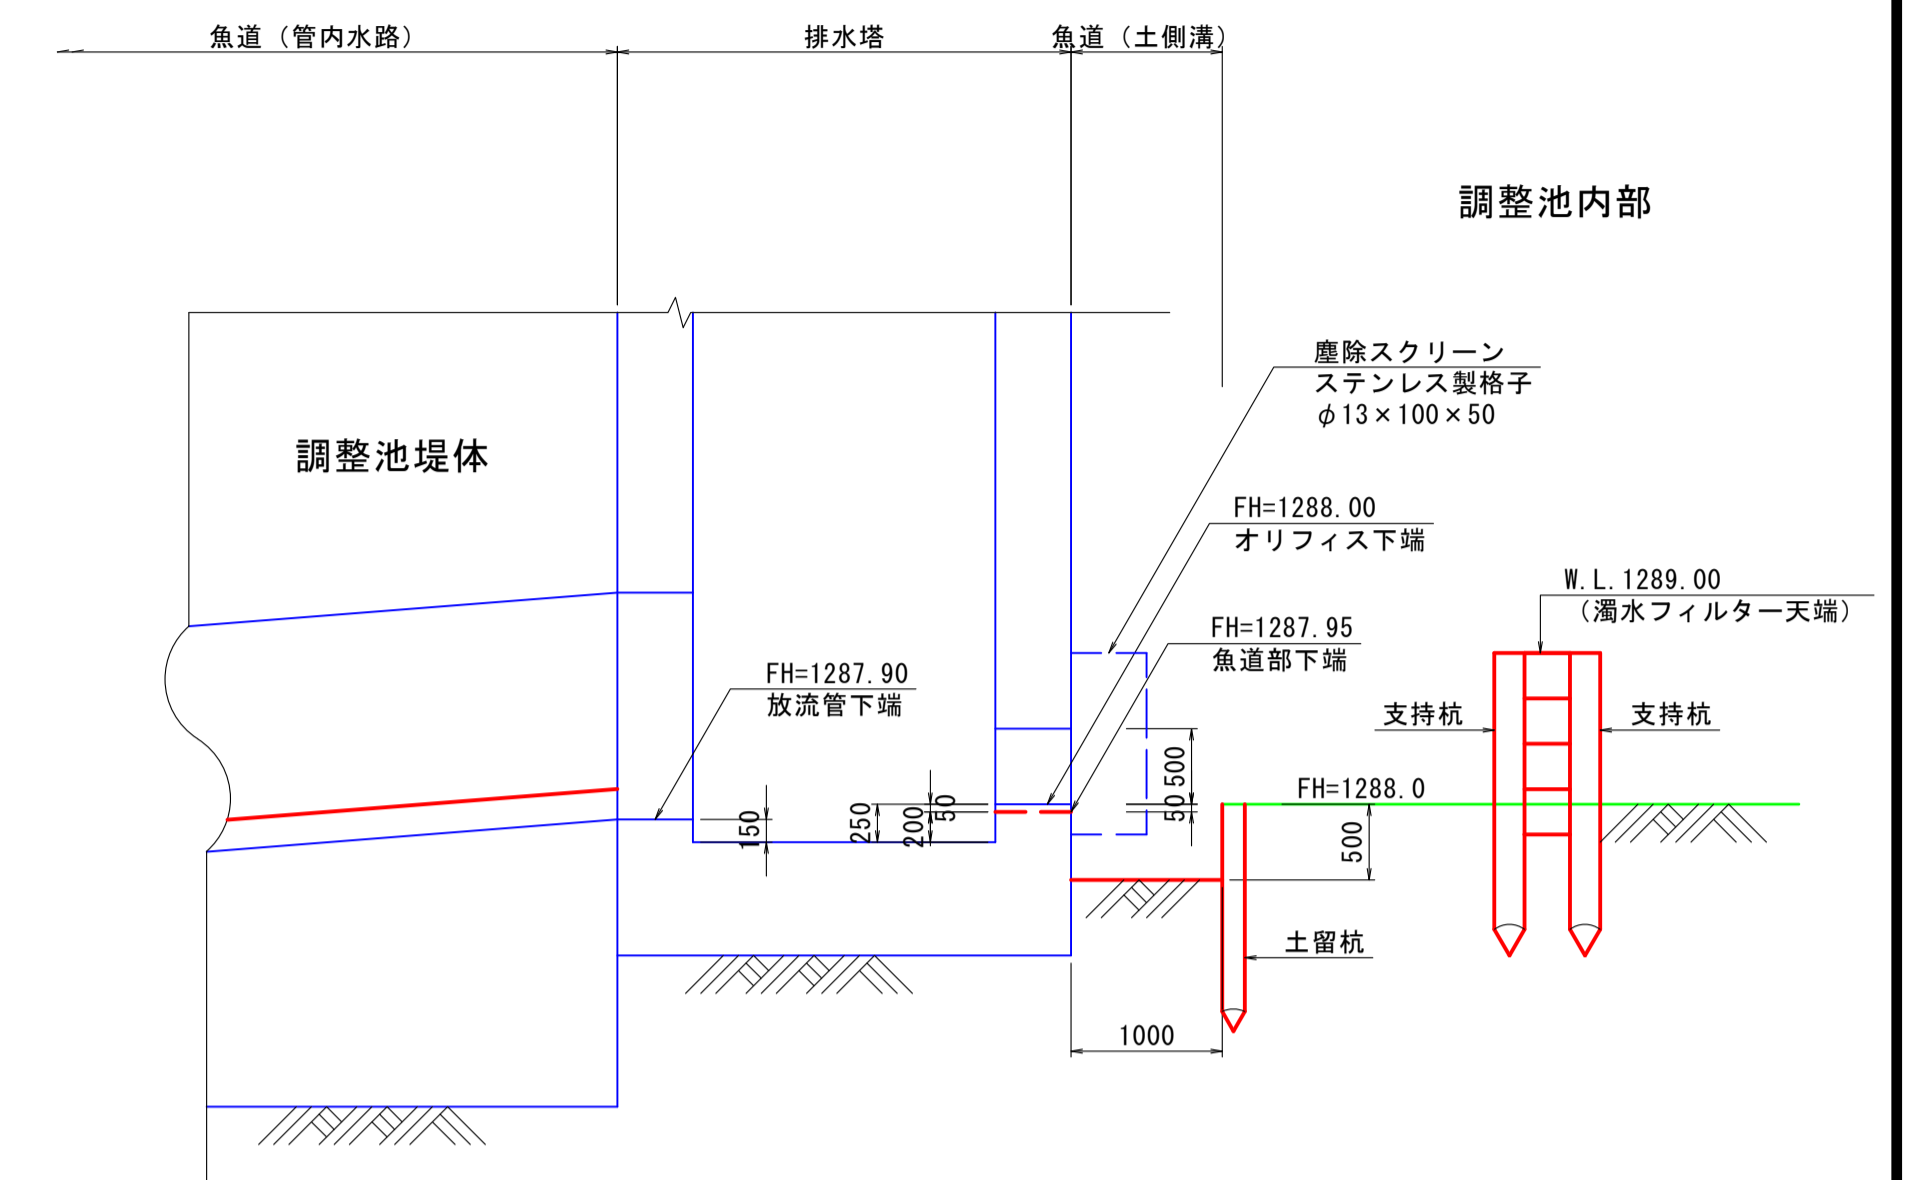 魚道（管内水路）
排水塔
魚道（土側溝）
調整池内部
塵除スクリーン
ステンレス製格子
φ13×100×50
調整池堤体
FH=1288.00
オリフィス下端
W.L.1289.00
（濁水フィルター天端）
FH=1287.95
魚道部下端
FH=1287.90
放流管下端
支持杭
支持杭
500
FH=1288.0
50
50
250
200
150
500
土留杭
1000